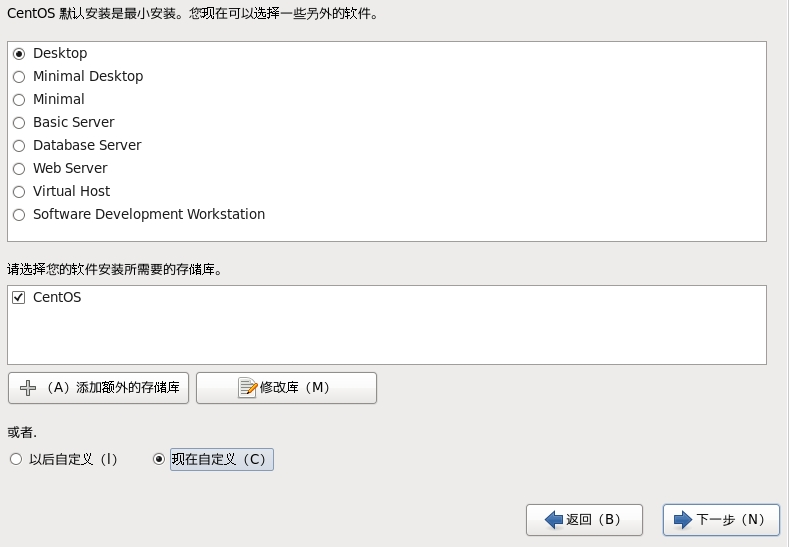 CentOS 默认安装是最小安装。您现在可以选择一些另外的软件。
Desktop
Minimal Desktop
Minimal
Basic Server
Database Server
Web Server
Virtual Host
Software Development Workstation
请选择您的软件安装所需要的存储库。
CentOS
（A）添加额外的存储库 修改库（M）
或者.
以后自定义（l） 现在自定义（C）
返回（B） 下一步（N）